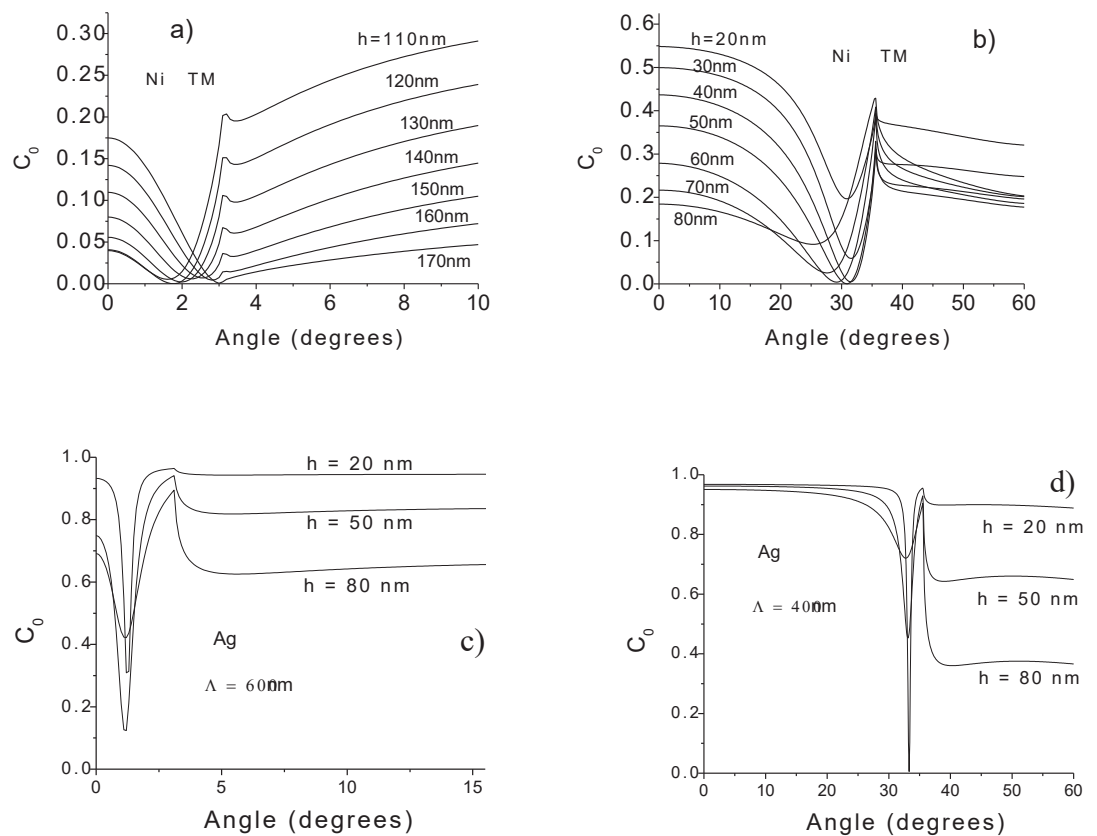 a)
h=110nm
Ni TM
120nm
130nm
140nm
150nm
160nm
170nm
0.30
0.25
0.20
0.15
0.10
0.05
0.00
C0
0 2 4 6 8 10
Angle (degrees)
b)
h=20nm
Ni TM
30nm
40nm
50nm
60nm
70nm
80nm
0.6
0.5
0.4
0.3
0.2
0.1
0.0
C0
0 10 20 30 40 50 60
Angle (degrees)
1.0
0.8
0.6
0.4
0.2
0.0
C0
h = 20 nm
h = 50 nm
h = 80 nm
Ag
c)
Λ = 600nm
0 5 10 15
Angle (degrees)
1.0
0.8
0.6
0.4
0.2
0.0
C0
d)
h = 20 nm
Ag
h = 50 nm
Λ = 400nm
h = 80 nm
0 10 20 30 40 50 60
Angle (degrees)